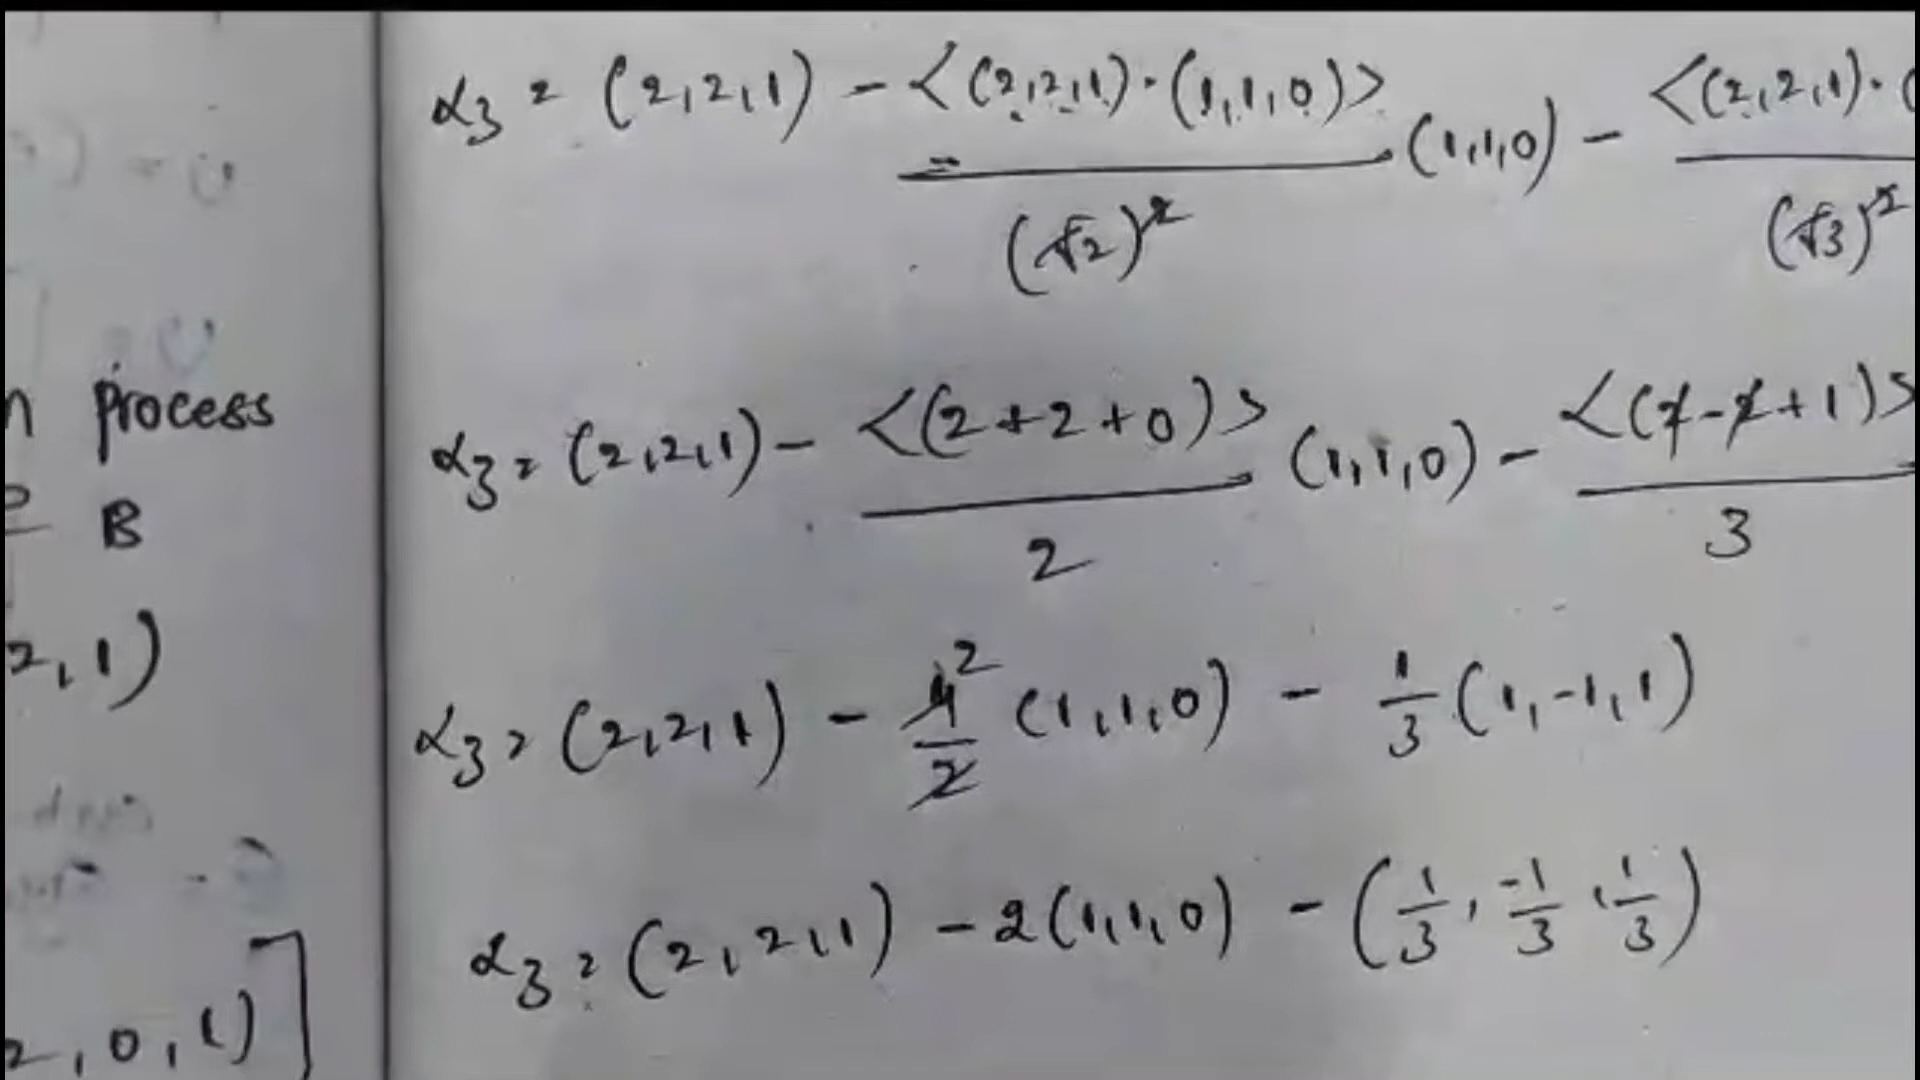 n process
B
2,1)
2,0,1)]
α3 = (2,2,1) - <(2,2,1)·(1,1,0)>/(√2)^2 (1,1,0) - <(2,2,1)·(/(√3)^2
α3 = (2,2,1) - <(2+2+0)>/2 (1,1,0) - <(2-2+1)>/3
α3 = (2,2,1) - 4^2/2 (1,1,0) - 1/3 (1,-1,1)
α3 = (2,2,1) - 2(1,1,0) - (1/3, -1/3, 1/3)